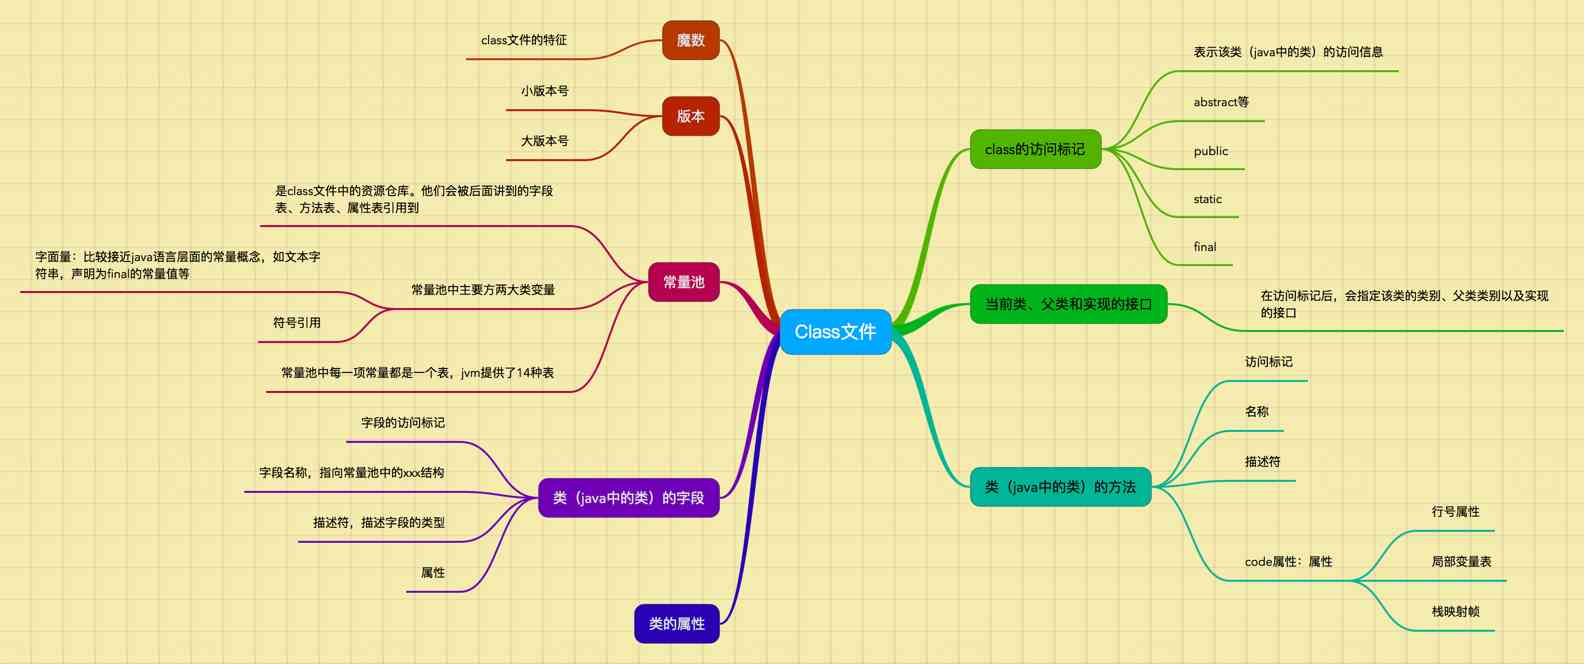 Class文件
魔数
class文件的特征
版本
小版本号
大版本号
常量池
是class文件中的资源仓库。他们会被后面讲到的字段
表、方法表、属性表引用到
常量池中主要方两大类变量
字面量：比较接近java语言层面的常量概念，如文本字
符串，声明为final的常量值等
符号引用
常量池中每一项常量都是一个表，jvm提供了14种表
类（java中的类）的字段
字段的访问标记
字段名称，指向常量池中的xxx结构
描述符，描述字段的类型
属性
类的属性
class的访问标记
表示该类（java中的类）的访问信息
abstract等
public
static
final
当前类、父类和实现的接口
在访问标记后，会指定该类的类别、父类类别以及实现
的接口
类（java中的类）的方法
访问标记
名称
描述符
code属性：属性
行号属性
局部变量表
栈映射帧